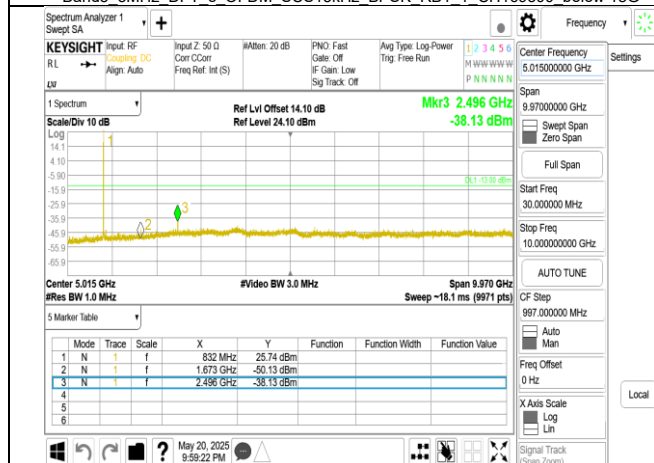 Spectrum Analyzer 1
Swept SA
Frequency
KEYSIGHT
RL
Input: RF
Coupling: DC
Align: Auto
Input Z: 50 Ω
Corr CCorr
Freq Ref: Int (S)
#Atten: 20 dB
PNO: Fast
Gate: Off
IF Gain: Low
Sig Track: Off
Avg Type: Log-Power
Trig: Free Run
1 2 3 4 5 6
M W W W W W
P N N N N N
Center Frequency
5.015000000 GHz
Settings
Span
9.97000000 GHz
Swept Span
Zero Span
Full Span
Start Freq
30.000000 MHz
Stop Freq
10.000000000 GHz
AUTO TUNE
CF Step
997.000000 MHz
Auto
Man
Freq Offset
0 Hz
X Axis Scale
Log
Lin
Local
Signal Track
(Span Zoom)
1 Spectrum
Scale/Div 10 dB
Ref Lvl Offset 14.10 dB
Ref Level 24.10 dBm
Mkr3 2.496 GHz
-38.13 dBm
Log
14.1
4.10
-5.90
-15.9
-25.9
-35.9
-45.9
-55.9
-65.9
1
2
3
DL1 -13.00 dBm
Center 5.015 GHz
#Res BW 1.0 MHz
#Video BW 3.0 MHz
Span 9.970 GHz
Sweep ~18.1 ms (9971 pts)
5 Marker Table
Mode Trace Scale X Y Function Function Width Function Value
1 N 1 f 832 MHz 25.74 dBm
2 N 1 f 1.673 GHz -50.13 dBm
3 N 1 f 2.496 GHz -38.13 dBm
4
5
6
May 20, 2025
9:59:22 PM